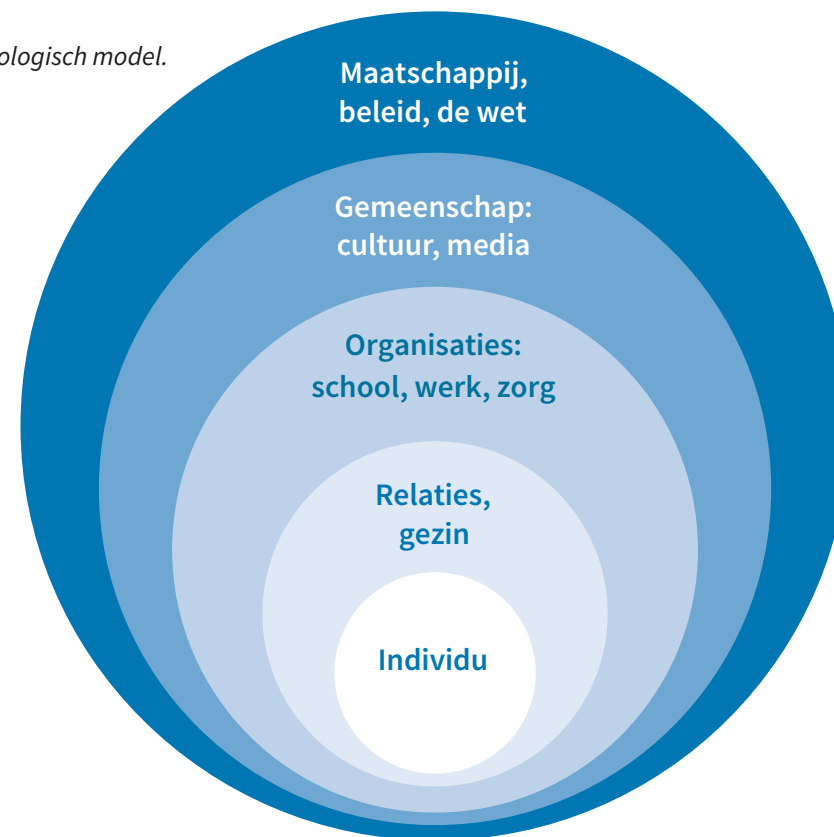 ologisch model.
Maatschappij,
beleid, de wet
Gemeenschap:
cultuur, media
Organisaties:
school, werk, zorg
Relaties,
gezin
Individu